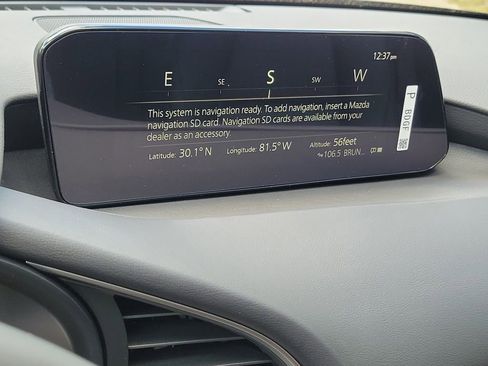 12:37pm
E SE S SW W
This system is navigation ready. To add navigation, insert a Mazda
navigation SD card. Navigation SD cards are available from your
dealer as an accessory.
Latitude: 30.1° N Longitude: 81.5° W Altitude: 56feet
106.5 BRUN...
P BDGF